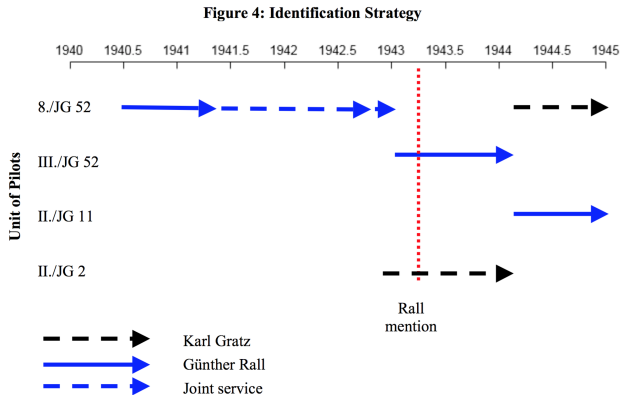 Figure 4: Identification Strategy
1940 1940.5 1941 1941.5 1942 1942.5 1943 1943.5 1944 1944.5 1945
Unit of Pilots
8./JG 52
III./JG 52
II./JG 11
II./JG 2
Rall
mention
Karl Gratz
Günther Rall
Joint service